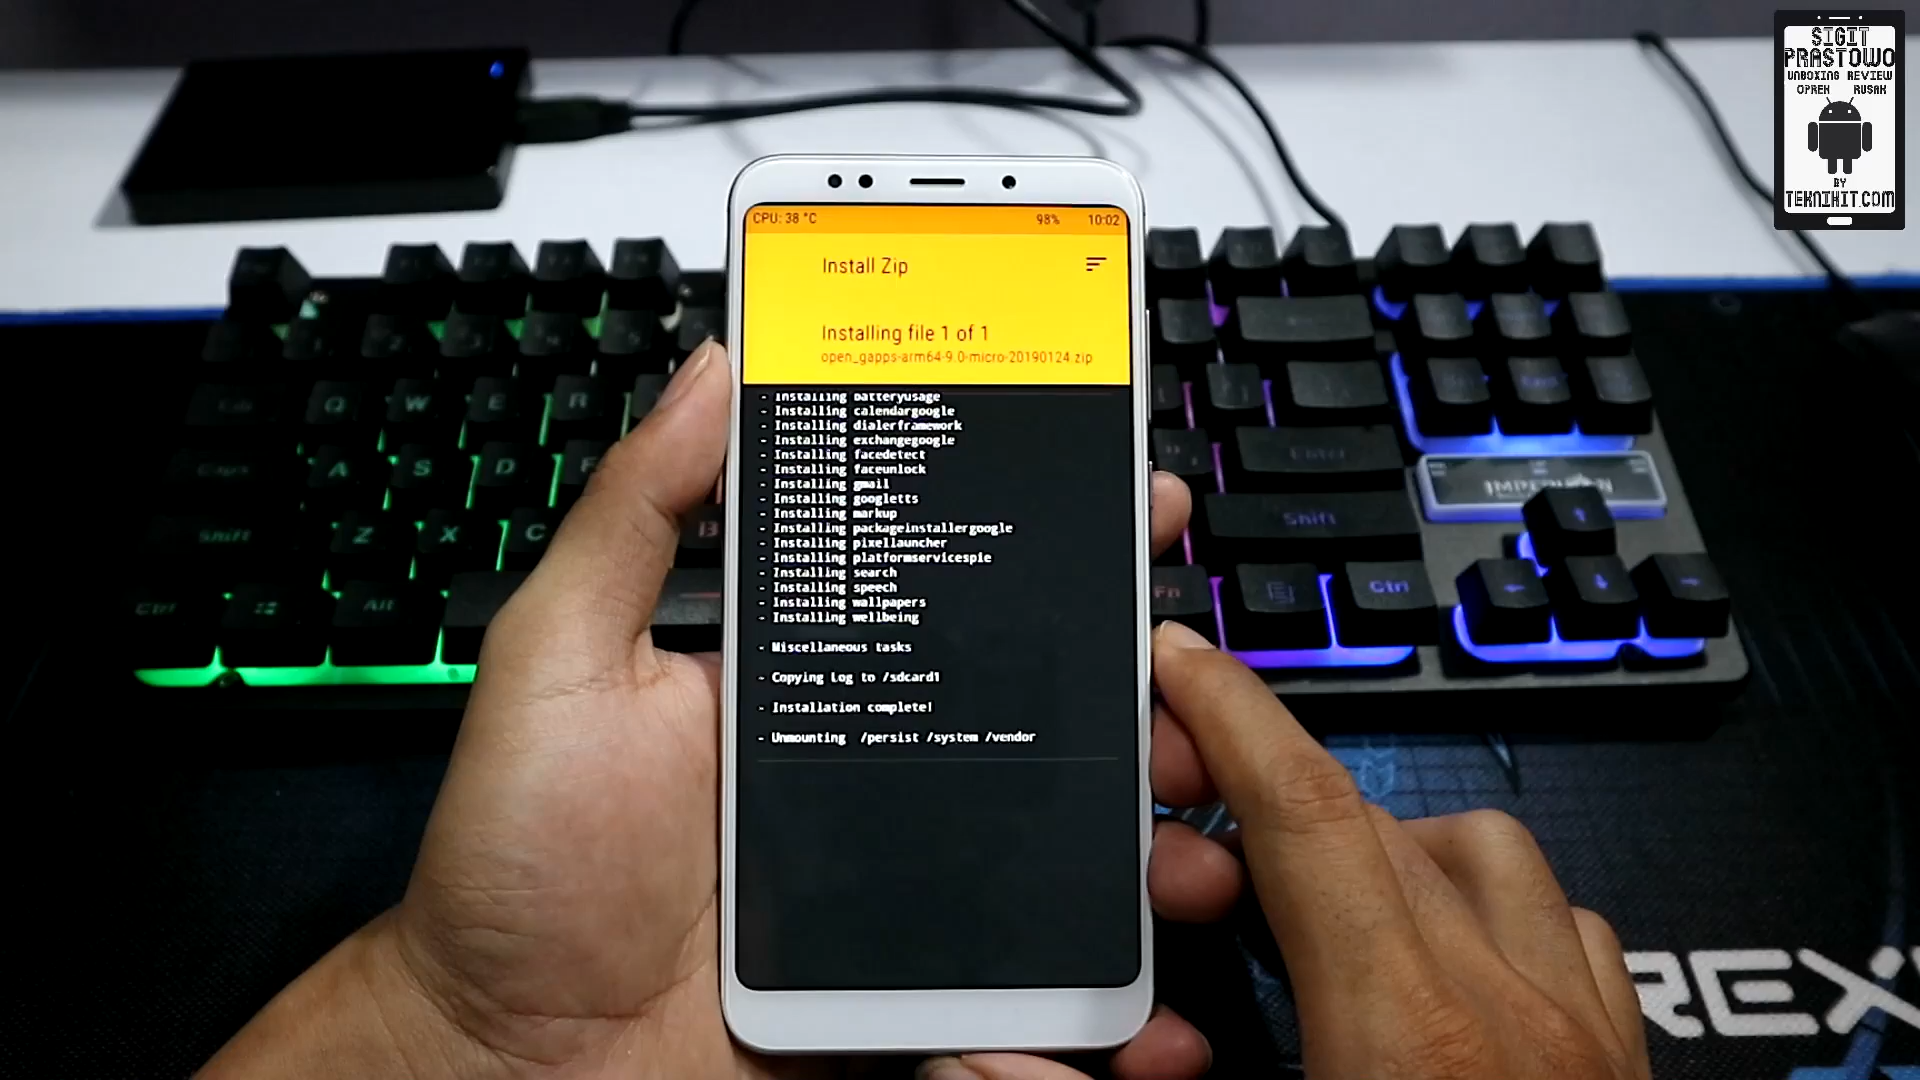 SIGIT
PRASTOWO
UNBOXING REVIEW
OPREK RUSAK
BY
TEKNIKIT.COM
CPU: 38 °C 98% 10:02
Install Zip
Installing file 1 of 1
open_gapps-arm64-9.0-micro-20190124.zip
- Installing batteryusage
- Installing calendargoogle
- Installing dialerframework
- Installing exchangegoogle
- Installing facedetect
- Installing faceunlock
- Installing gmail
- Installing googletts
- Installing markup
- Installing packageinstallergoogle
- Installing pixellauncher
- Installing platformservicespie
- Installing search
- Installing speech
- Installing wallpapers
- Installing wellbeing
- Miscellaneous tasks
- Copying Log to /sdcard1
- Installation complete!
- Unmounting /persist /system /vendor
Q W E R
Caps A S D F
Enter
Shift Z X C
Shift
Ctrl Alt
Fn Ctrl
REX